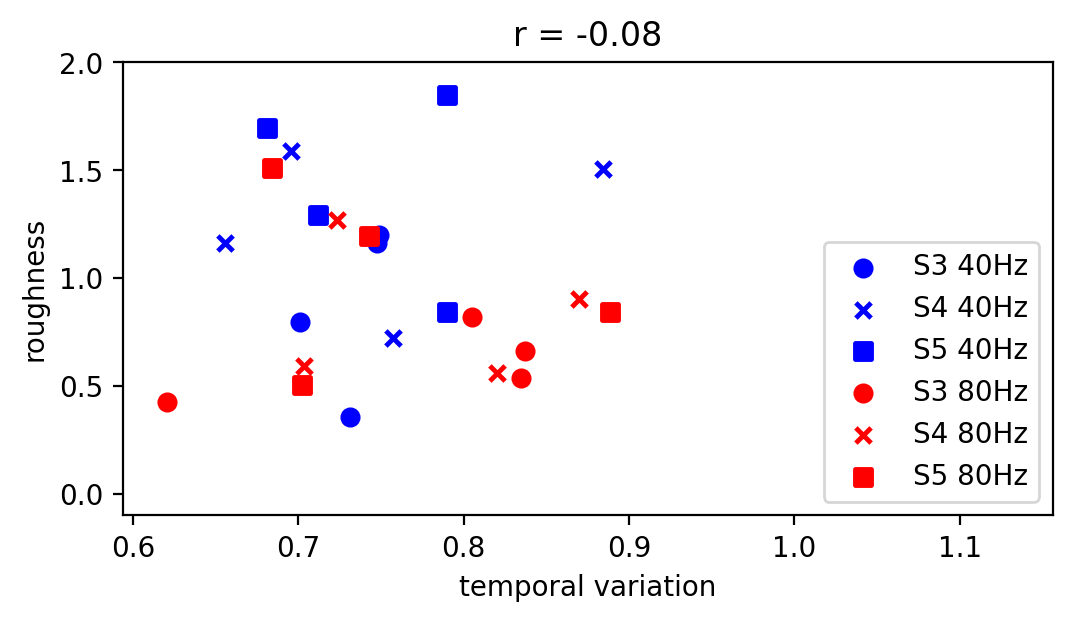 r = -0.08
2.0
1.5
1.0
0.5
0.0
roughness
S3 40Hz
S4 40Hz
S5 40Hz
S3 80Hz
S4 80Hz
S5 80Hz
0.6 0.7 0.8 0.9 1.0 1.1
temporal variation